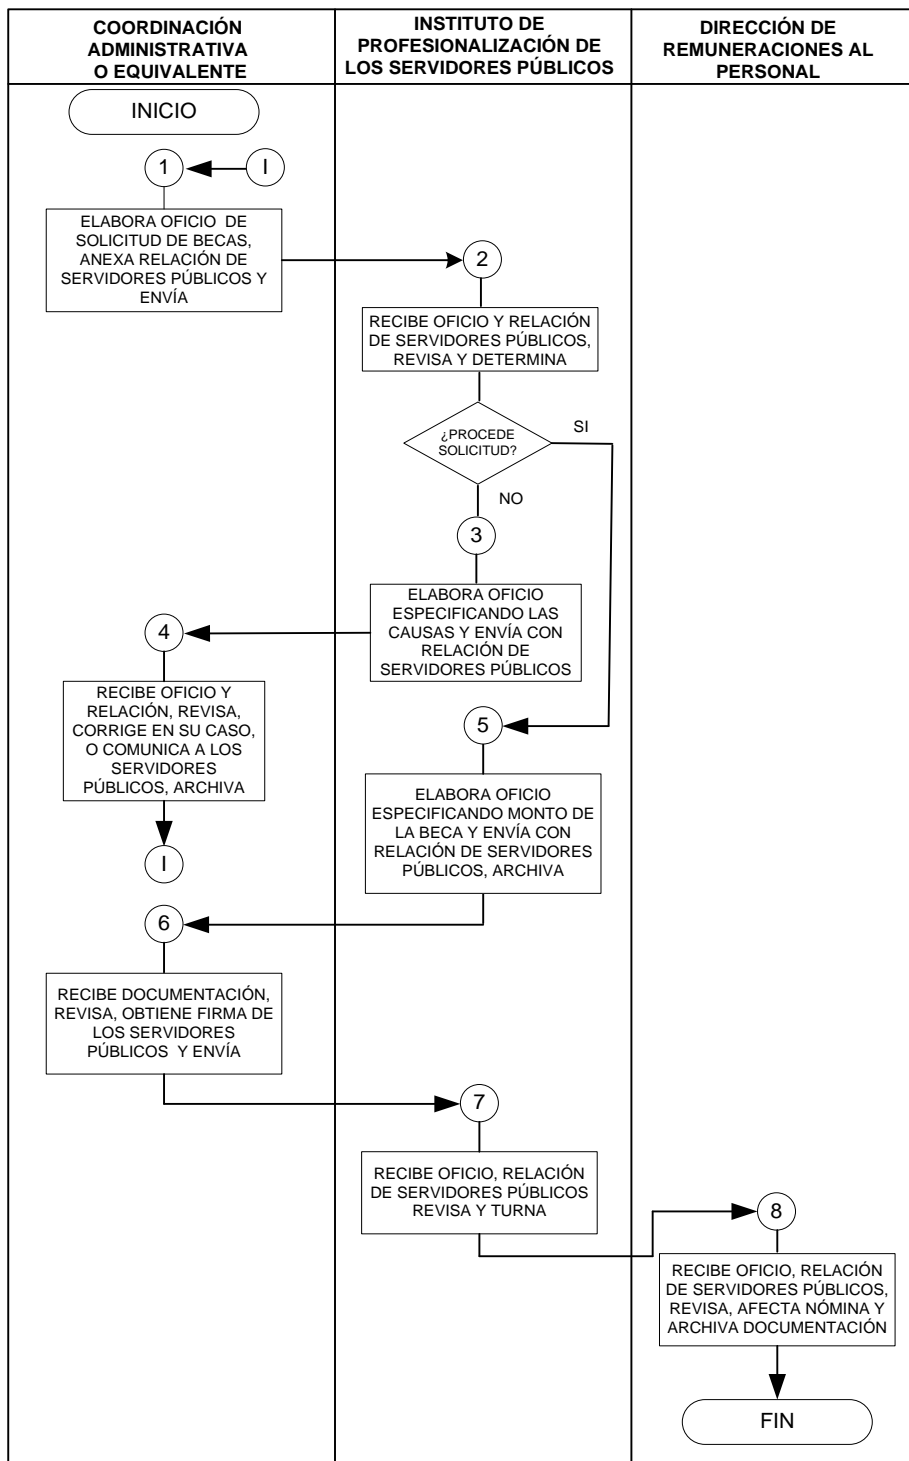 COORDINACIÓN
ADMINISTRATIVA
O EQUIVALENTE
INSTITUTO DE
PROFESIONALIZACIÓN DE
LOS SERVIDORES PÚBLICOS
DIRECCIÓN DE
REMUNERACIONES AL
PERSONAL
INICIO
1
I
ELABORA OFICIO DE
SOLICITUD DE BECAS,
ANEXA RELACIÓN DE
SERVIDORES PÚBLICOS Y
ENVÍA
2
RECIBE OFICIO Y RELACIÓN
DE SERVIDORES PÚBLICOS,
REVISA Y DETERMINA
¿PROCEDE
SOLICITUD?
SI
NO
3
ELABORA OFICIO
ESPECIFICANDO LAS
CAUSAS Y ENVÍA CON
RELACIÓN DE
SERVIDORES PÚBLICOS
4
RECIBE OFICIO Y
RELACIÓN, REVISA,
CORRIGE EN SU CASO,
O COMUNICA A LOS
SERVIDORES
PÚBLICOS, ARCHIVA
I
5
ELABORA OFICIO
ESPECIFICANDO MONTO DE
LA BECA Y ENVÍA CON
RELACIÓN DE SERVIDORES
PÚBLICOS, ARCHIVA
6
RECIBE DOCUMENTACIÓN,
REVISA, OBTIENE FIRMA DE
LOS SERVIDORES
PÚBLICOS Y ENVÍA
7
RECIBE OFICIO, RELACIÓN
DE SERVIDORES PÚBLICOS
REVISA Y TURNA
8
RECIBE OFICIO, RELACIÓN
DE SERVIDORES PÚBLICOS,
REVISA, AFECTA NÓMINA Y
ARCHIVA DOCUMENTACIÓN
FIN